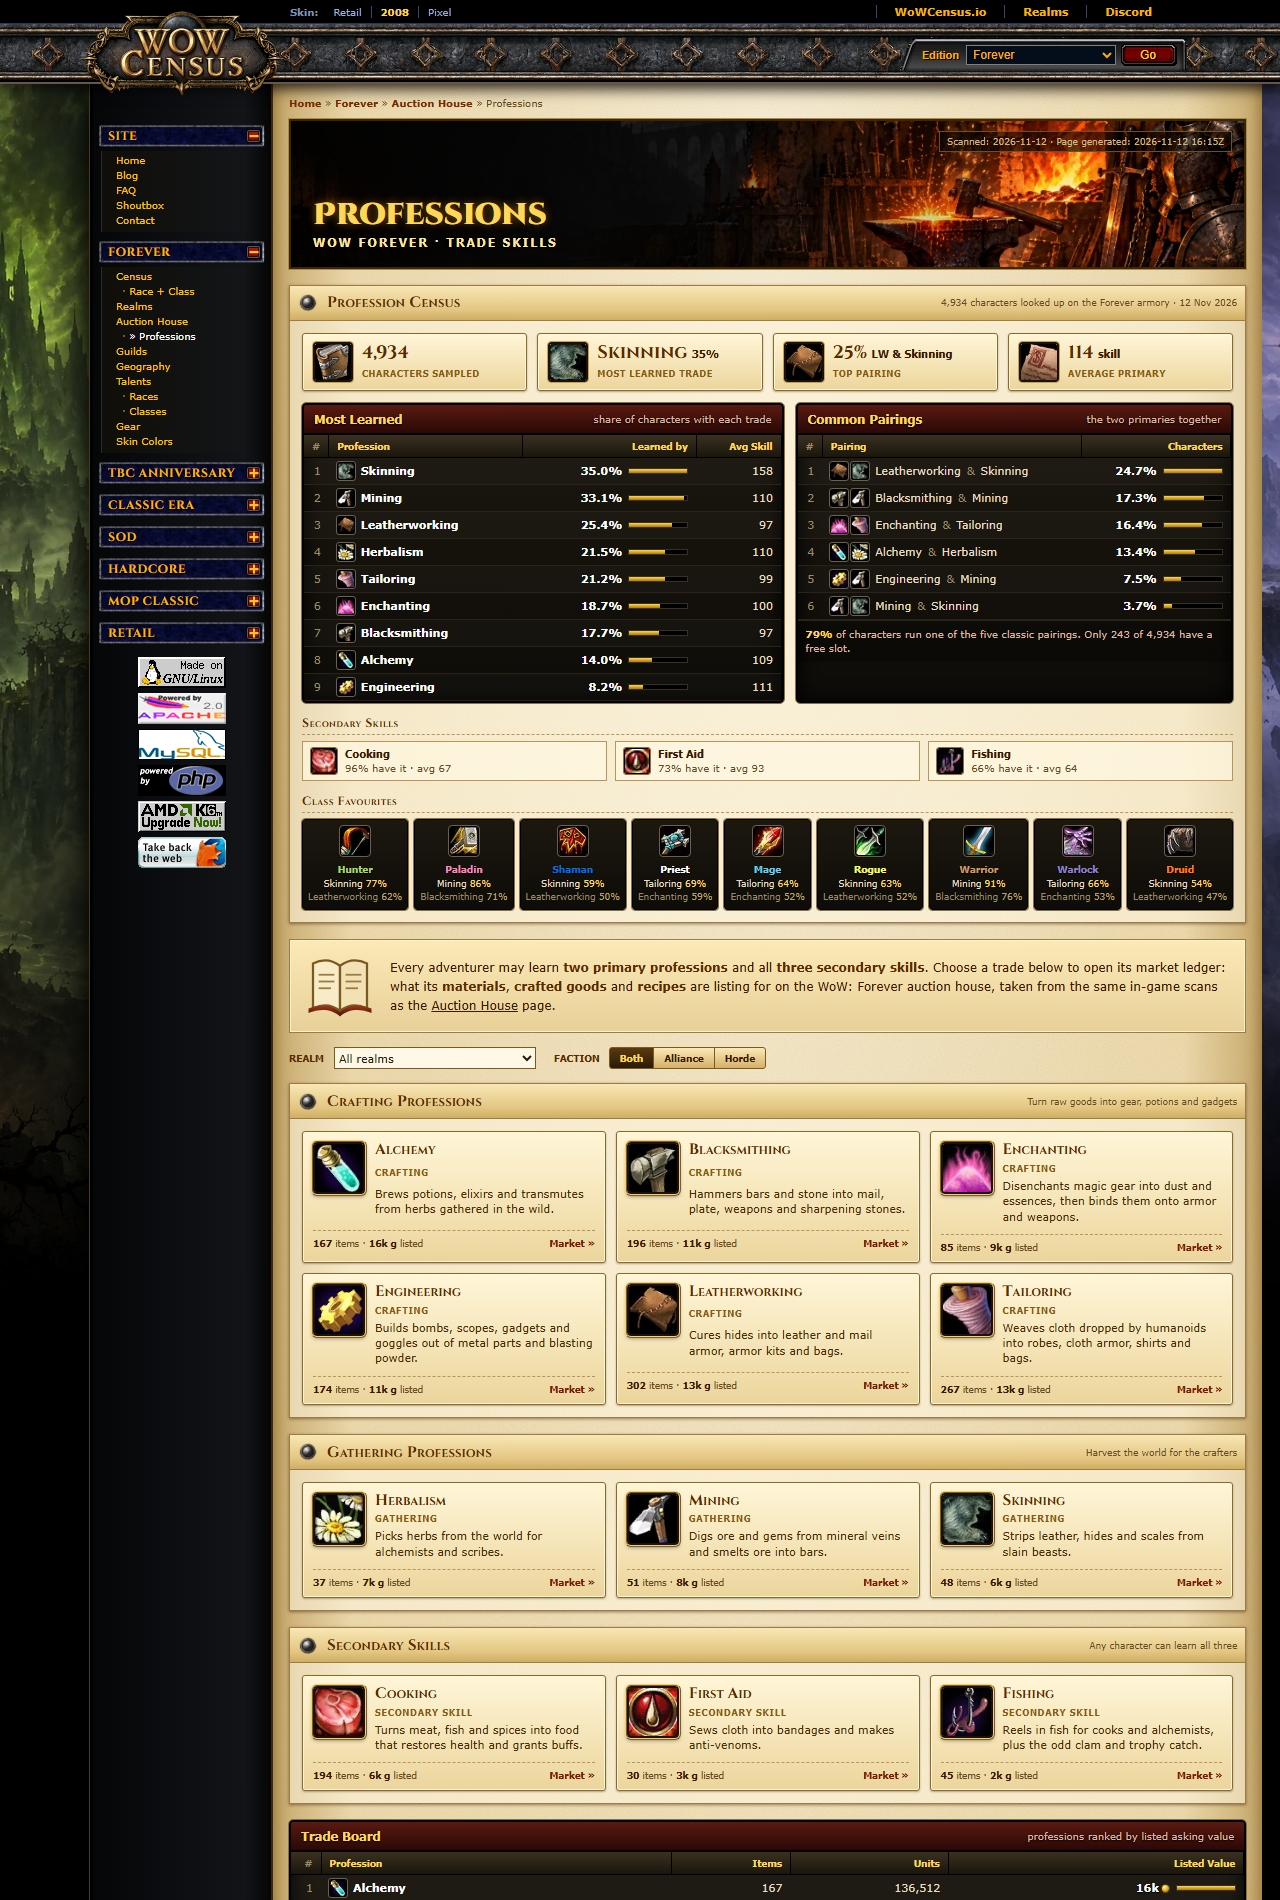 Skin: Retail 2008 Pixel
WoWCensus.io Realms Discord
WOW CENSUS
Edition Forever Go
SITE
Home
Blog
FAQ
Shoutbox
Contact
FOREVER
Census
· Race + Class
Realms
Auction House
· » Professions
Guilds
Geography
Talents
· Races
· Classes
Gear
Skin Colors
TBC ANNIVERSARY
CLASSIC ERA
SOD
HARDCORE
MOP CLASSIC
RETAIL
Made on GNU/Linux
Powered by APACHE 2.0
MySQL
powered by php
AMD K6 Upgrade Now!
Take back the web
Home » Forever » Auction House » Professions
Scanned: 2026-11-12 · Page generated: 2026-11-12 16:15Z
PROFESSIONS
WOW FOREVER · TRADE SKILLS
Profession Census
4,934 characters looked up on the Forever armory · 12 Nov 2026
4,934
CHARACTERS SAMPLED
Skinning 35%
MOST LEARNED TRADE
25% LW & Skinning
TOP PAIRING
114 skill
AVERAGE PRIMARY
Most Learned share of characters with each trade
# Profession Learned by Avg Skill
1 Skinning 35.0% 158
2 Mining 33.1% 110
3 Leatherworking 25.4% 97
4 Herbalism 21.5% 110
5 Tailoring 21.2% 99
6 Enchanting 18.7% 100
7 Blacksmithing 17.7% 97
8 Alchemy 14.0% 109
9 Engineering 8.2% 111
Common Pairings the two primaries together
# Pairing Characters
1 Leatherworking & Skinning 24.7%
2 Blacksmithing & Mining 17.3%
3 Enchanting & Tailoring 16.4%
4 Alchemy & Herbalism 13.4%
5 Engineering & Mining 7.5%
6 Mining & Skinning 3.7%
79% of characters run one of the five classic pairings. Only 243 of 4,934 have a
free slot.
Secondary Skills
Cooking
96% have it · avg 67
First Aid
73% have it · avg 93
Fishing
66% have it · avg 64
Class Favourites
Hunter
Skinning 77%
Leatherworking 62%
Paladin
Mining 86%
Blacksmithing 71%
Shaman
Skinning 59%
Leatherworking 50%
Priest
Tailoring 69%
Enchanting 59%
Mage
Tailoring 64%
Enchanting 52%
Rogue
Skinning 63%
Leatherworking 52%
Warrior
Mining 91%
Blacksmithing 76%
Warlock
Tailoring 66%
Enchanting 53%
Druid
Skinning 54%
Leatherworking 47%
Every adventurer may learn two primary professions and all three secondary skills. Choose a trade below to open its market ledger:
what its materials, crafted goods and recipes are listing for on the WoW: Forever auction house, taken from the same in-game scans
as the Auction House page.
REALM All realms FACTION Both Alliance Horde
Crafting Professions
Turn raw goods into gear, potions and gadgets
Alchemy
CRAFTING
Brews potions, elixirs and transmutes
from herbs gathered in the wild.
167 items · 16k g listed Market »
Blacksmithing
CRAFTING
Hammers bars and stone into mail,
plate, weapons and sharpening stones.
196 items · 11k g listed Market »
Enchanting
CRAFTING
Disenchants magic gear into dust and
essences, then binds them onto armor
and weapons.
85 items · 9k g listed Market »
Engineering
CRAFTING
Builds bombs, scopes, gadgets and
goggles out of metal parts and blasting
powder.
174 items · 11k g listed Market »
Leatherworking
CRAFTING
Cures hides into leather and mail
armor, armor kits and bags.
302 items · 13k g listed Market »
Tailoring
CRAFTING
Weaves cloth dropped by humanoids
into robes, cloth armor, shirts and
bags.
267 items · 13k g listed Market »
Gathering Professions
Harvest the world for the crafters
Herbalism
GATHERING
Picks herbs from the world for
alchemists and scribes.
37 items · 7k g listed Market »
Mining
GATHERING
Digs ore and gems from mineral veins
and smelts ore into bars.
51 items · 8k g listed Market »
Skinning
GATHERING
Strips leather, hides and scales from
slain beasts.
48 items · 6k g listed Market »
Secondary Skills
Any character can learn all three
Cooking
SECONDARY SKILL
Turns meat, fish and spices into food
that restores health and grants buffs.
194 items · 6k g listed Market »
First Aid
SECONDARY SKILL
Sews cloth into bandages and makes
anti-venoms.
30 items · 3k g listed Market »
Fishing
SECONDARY SKILL
Reels in fish for cooks and alchemists,
plus the odd clam and trophy catch.
45 items · 2k g listed Market »
Trade Board professions ranked by listed asking value
# Profession Items Units Listed Value
1 Alchemy 167 136,512 16k